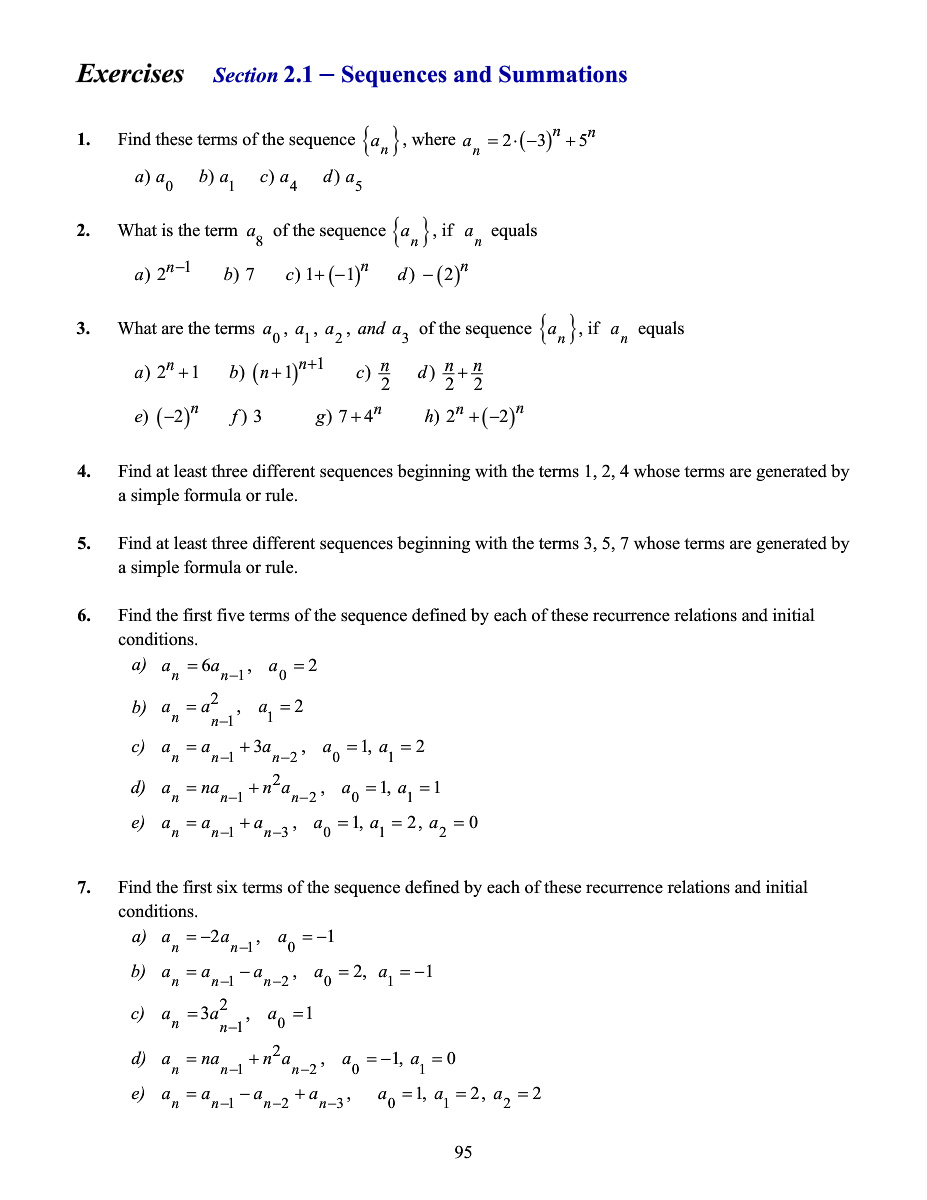 Exercises Section 2.1 – Sequences and Summations
1. Find these terms of the sequence {a_n}, where a_n = 2·(−3)^n + 5^n
a) a_0 b) a_1 c) a_4 d) a_5
2. What is the term a_8 of the sequence {a_n}, if a_n equals
a) 2^{n−1} b) 7 c) 1+(−1)^n d) −(2)^n
3. What are the terms a_0, a_1, a_2, and a_3 of the sequence {a_n}, if a_n equals
a) 2^n + 1 b) (n+1)^{n+1} c) n/2 d) n/2 + n/2
e) (−2)^n f) 3 g) 7+4^n h) 2^n + (−2)^n
4. Find at least three different sequences beginning with the terms 1, 2, 4 whose terms are generated by
a simple formula or rule.
5. Find at least three different sequences beginning with the terms 3, 5, 7 whose terms are generated by
a simple formula or rule.
6. Find the first five terms of the sequence defined by each of these recurrence relations and initial
conditions.
a) a_n = 6a_{n−1}, a_0 = 2
b) a_n = a^2_{n−1}, a_1 = 2
c) a_n = a_{n−1} + 3a_{n−2}, a_0 = 1, a_1 = 2
d) a_n = na_{n−1} + n^2a_{n−2}, a_0 = 1, a_1 = 1
e) a_n = a_{n−1} + a_{n−3}, a_0 = 1, a_1 = 2, a_2 = 0
7. Find the first six terms of the sequence defined by each of these recurrence relations and initial
conditions.
a) a_n = −2a_{n−1}, a_0 = −1
b) a_n = a_{n−1} − a_{n−2}, a_0 = 2, a_1 = −1
c) a_n = 3a^2_{n−1}, a_0 = 1
d) a_n = na_{n−1} + n^2a_{n−2}, a_0 = −1, a_1 = 0
e) a_n = a_{n−1} − a_{n−2} + a_{n−3}, a_0 = 1, a_1 = 2, a_2 = 2
95